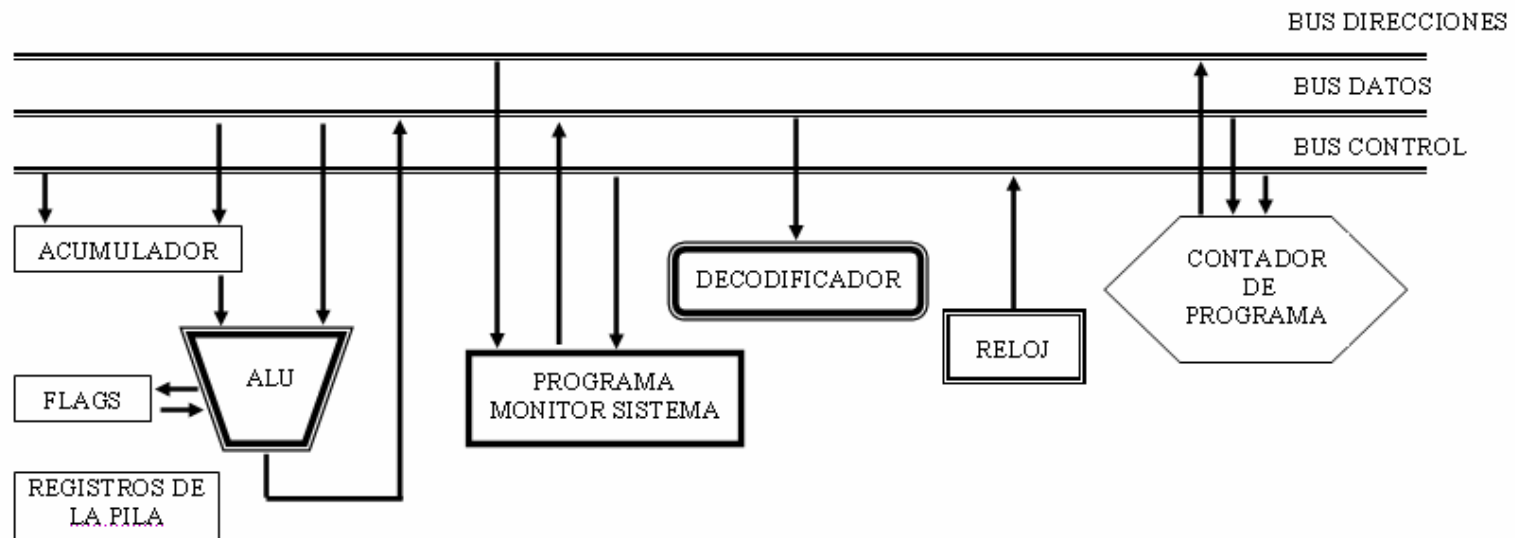 BUS DIRECCIONES
BUS DATOS
BUS CONTROL
ACUMULADOR
DECODIFICADOR
CONTADOR
DE
PROGRAMA
RELOJ
ALU
FLAGS
PROGRAMA
MONITOR SISTEMA
REGISTROS DE
LA PILA